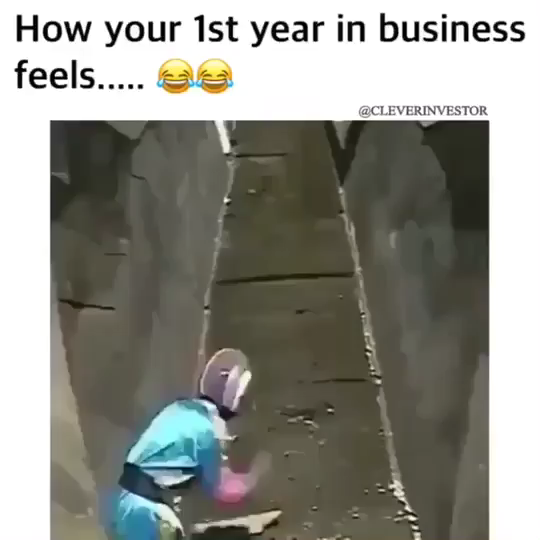 How your 1st year in business
feels..... 😂😂
@CLEVERINVESTOR